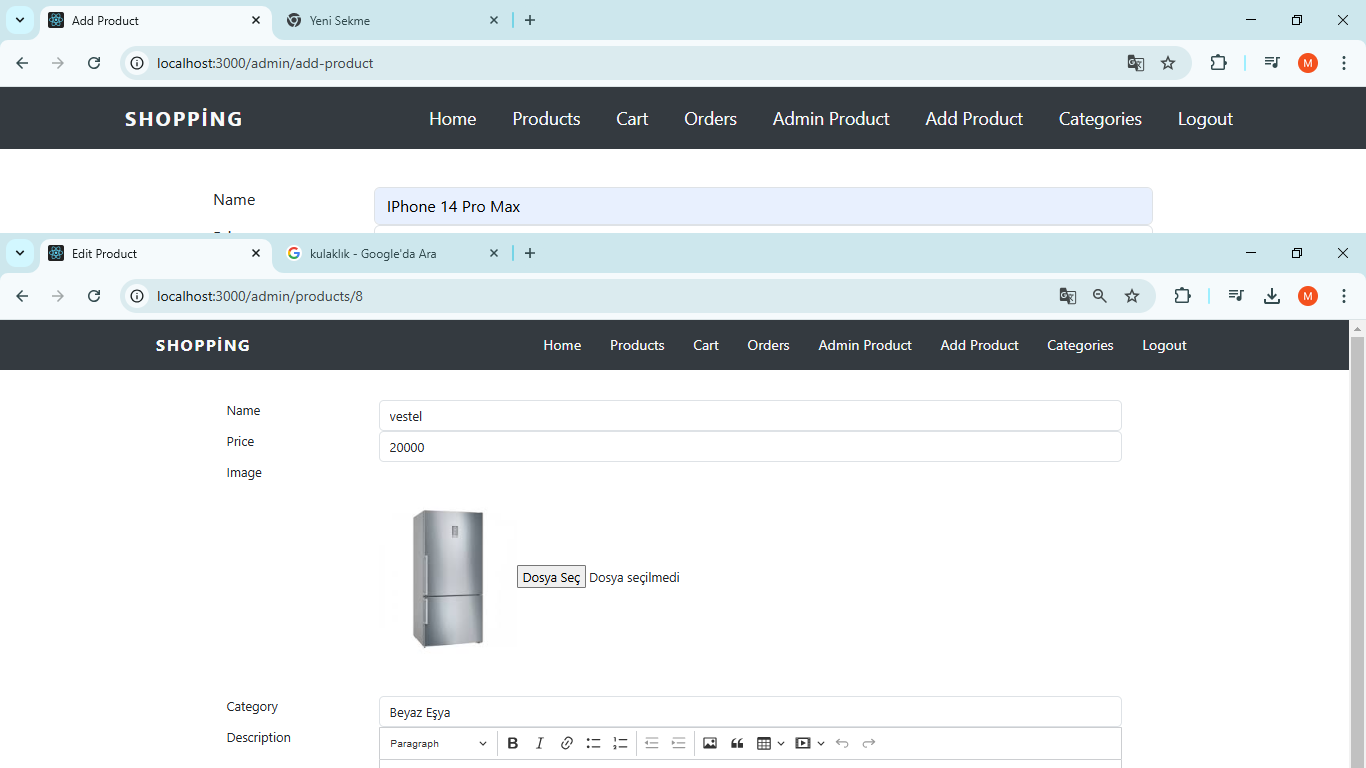 Add Product
Yeni Sekme
localhost:3000/admin/add-product
M
SHOPPİNG Home Products Cart Orders Admin Product Add Product Categories Logout
Name IPhone 14 Pro Max
Edit Product
kulaklık - Google'da Ara
localhost:3000/admin/products/8
M
SHOPPİNG Home Products Cart Orders Admin Product Add Product Categories Logout
Name vestel
Price 20000
Image
Dosya Seç Dosya seçilmedi
Category Beyaz Eşya
Description Paragraph B I